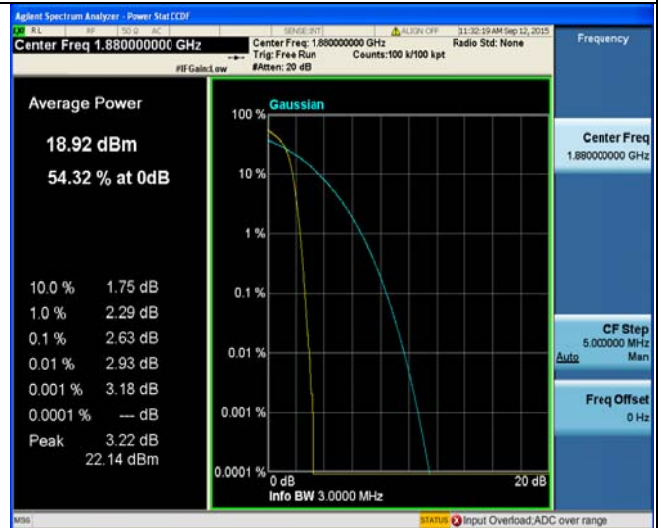 Agilent Spectrum Analyzer - Power Stat CCDF
RL RF 50 Ω AC SENSE:INT ALIGN OFF 11:32:19 AM Sep 12, 2015
Center Freq 1.880000000 GHz
Center Freq: 1.880000000 GHz Radio Std: None
Trig: Free Run Counts:100 k/100 kpt
#IFGain:Low #Atten: 20 dB
Frequency
Average Power
18.92 dBm
54.32 % at 0dB
10.0 % 1.75 dB
1.0 % 2.29 dB
0.1 % 2.63 dB
0.01 % 2.93 dB
0.001 % 3.18 dB
0.0001 % --- dB
Peak 3.22 dB
22.14 dBm
Gaussian
100 %
10 %
1 %
0.1 %
0.01 %
0.001 %
0.0001 %
0 dB 20 dB
Info BW 3.0000 MHz
Center Freq
1.880000000 GHz
CF Step
5.000000 MHz
Auto Man
Freq Offset
0 Hz
MSG STATUS Input Overload;ADC over range